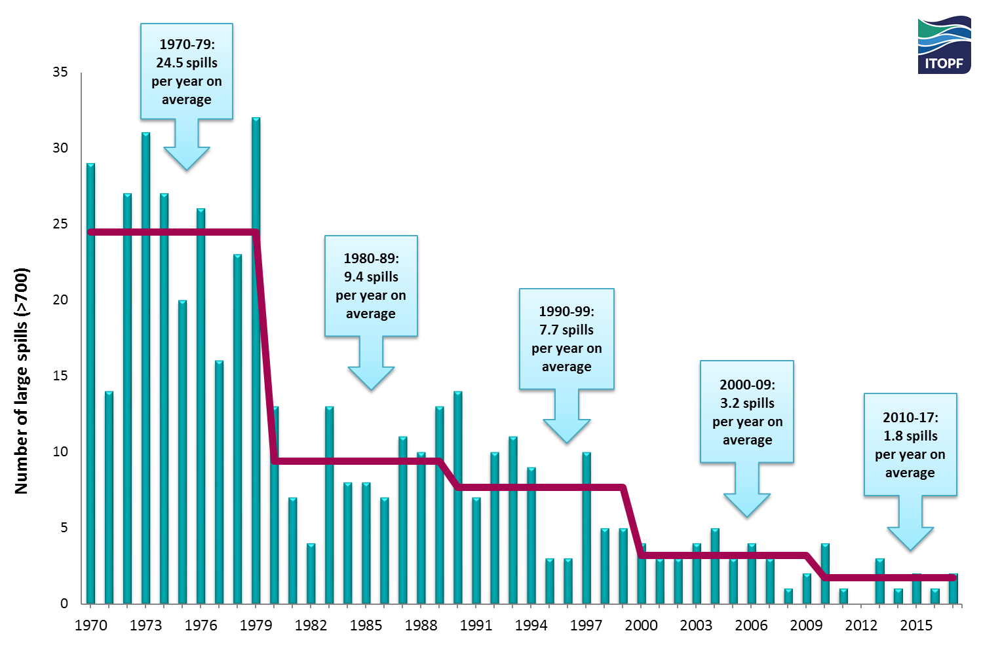 ITOPF
1970-79:
24.5 spills
per year on
average
1980-89:
9.4 spills
per year on
average
1990-99:
7.7 spills
per year on
average
2000-09:
3.2 spills
per year on
average
2010-17:
1.8 spills
per year on
average
Number of large spills (>700)
35
30
25
20
15
10
5
0
1970 1973 1976 1979 1982 1985 1988 1991 1994 1997 2000 2003 2006 2009 2012 2015